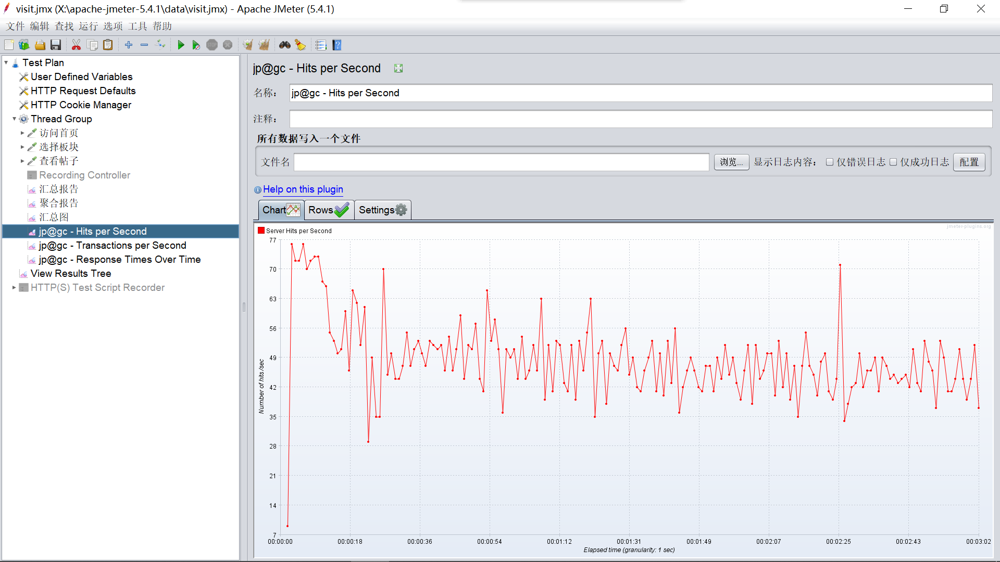 visit.jmx (X:\apache-jmeter-5.4.1\data\visit.jmx) - Apache JMeter (5.4.1)
文件 编辑 查找 运行 选项 工具 帮助
STOP
Test Plan
User Defined Variables
HTTP Request Defaults
HTTP Cookie Manager
Thread Group
访问首页
选择板块
查看帖子
Recording Controller
汇总报告
聚合报告
汇总图
jp@gc - Hits per Second
jp@gc - Transactions per Second
jp@gc - Response Times Over Time
View Results Tree
HTTP(S) Test Script Recorder
jp@gc - Hits per Second
名称： jp@gc - Hits per Second
注释：
所有数据写入一个文件
文件名 浏览... 显示日志内容： 仅错误日志 仅成功日志 配置
Help on this plugin
Chart Rows Settings
Server Hits per Second
jmeter-plugins.org
77
70
63
56
49
42
35
28
21
14
7
Number of hits/sec
00:00:00 00:00:18 00:00:36 00:00:54 00:01:12 00:01:31 00:01:49 00:02:07 00:02:25 00:02:43 00:03:02
Elapsed time (granularity: 1 sec)